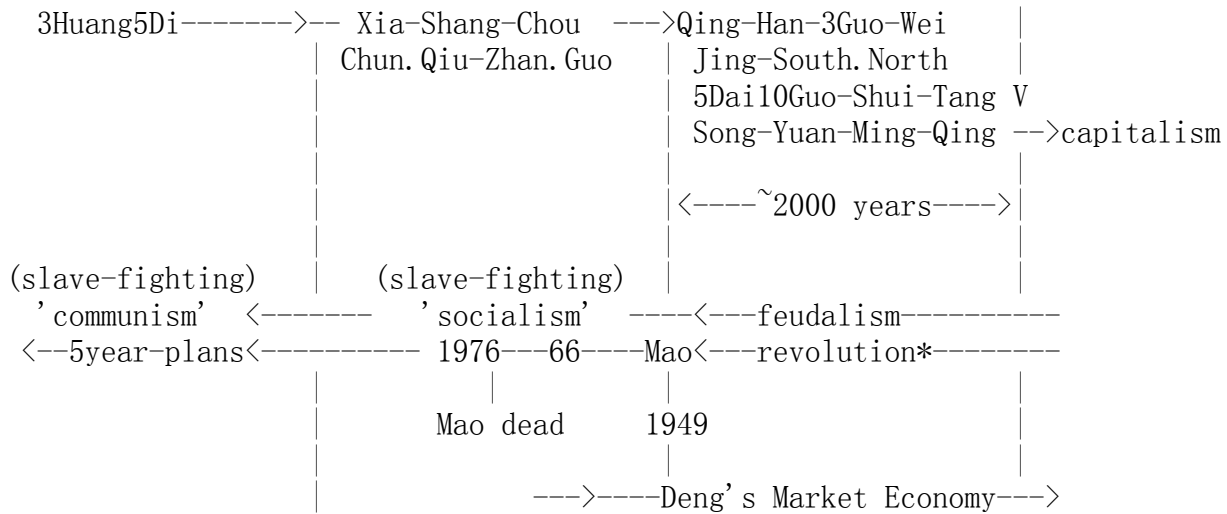 3Huang5Di------->-- Xia-Shang-Chou --->Qing-Han-3Guo-Wei |
| Chun.Qiu-Zhan.Guo | Jing-South.North |
| | 5Dai10Guo-Shui-Tang V
| | Song-Yuan-Ming-Qing -->capitalism
| | |
| |<----~2000 years---->|
| | |
(slave-fighting) | (slave-fighting) | |
'communism' <------- 'socialism' ----<---feudalism----------
<--5year-plans<---------- 1976---66-----Mao<---revolution*--------
| | | |
| Mao dead 1949 |
| | |
| --->----Deng's Market Economy--->